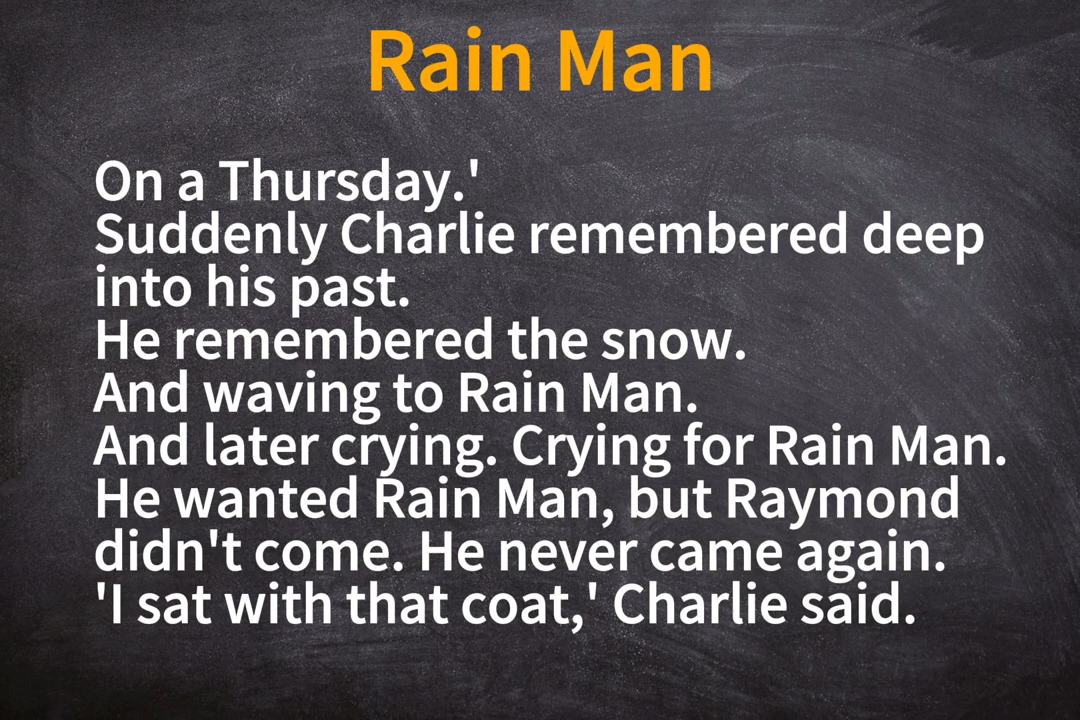 Rain Man
On a Thursday.'
Suddenly Charlie remembered deep
into his past.
He remembered the snow.
And waving to Rain Man.
And later crying. Crying for Rain Man.
He wanted Rain Man, but Raymond
didn't come. He never came again.
'I sat with that coat,' Charlie said.